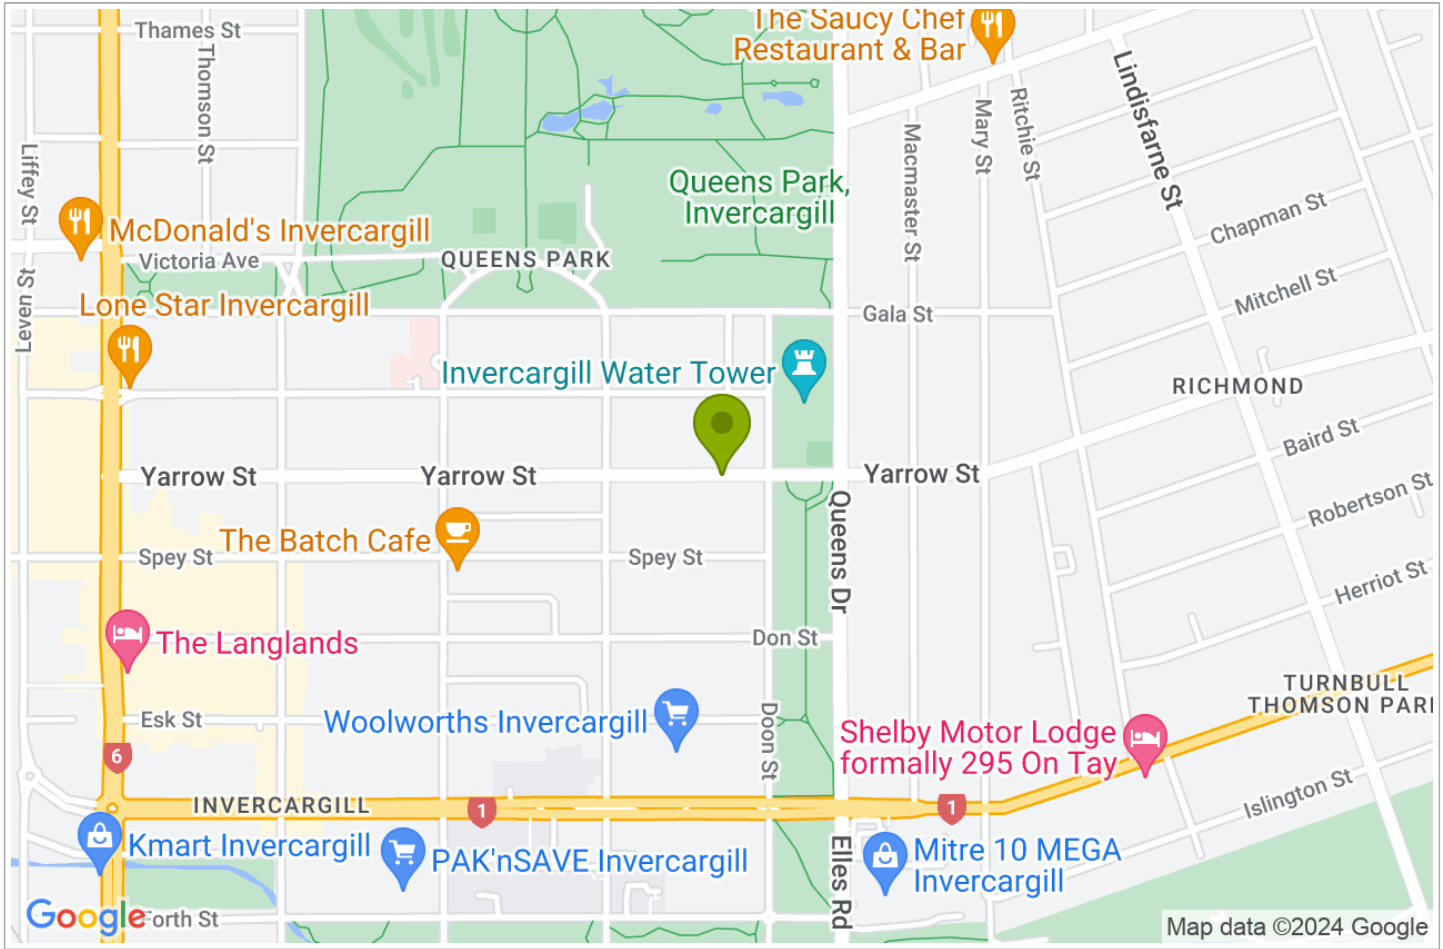 The Saucy Chef
Restaurant & Bar
Thames St
Thomson St
Lindisfarne St
Ritchie St
Mary St
Macmaster St
Liffey St
Queens Park,
Invercargill
McDonald's Invercargill
Victoria Ave
QUEENS PARK
Chapman St
Leven St
Lone Star Invercargill
Gala St
Mitchell St
Invercargill Water Tower
RICHMOND
Baird St
Yarrow St
Yarrow St
Yarrow St
Robertson St
Queens Dr
The Batch Cafe
Spey St
Spey St
Herriot St
Don St
The Langlands
TURNBULL
THOMSON PARK
Esk St
Woolworths Invercargill
Doon St
Shelby Motor Lodge
formally 295 On Tay
6
Islington St
INVERCARGILL
1
1
Kmart Invercargill
PAK'nSAVE Invercargill
Elles Rd
Mitre 10 MEGA
Invercargill
Google
Forth St
Map data ©2024 Google